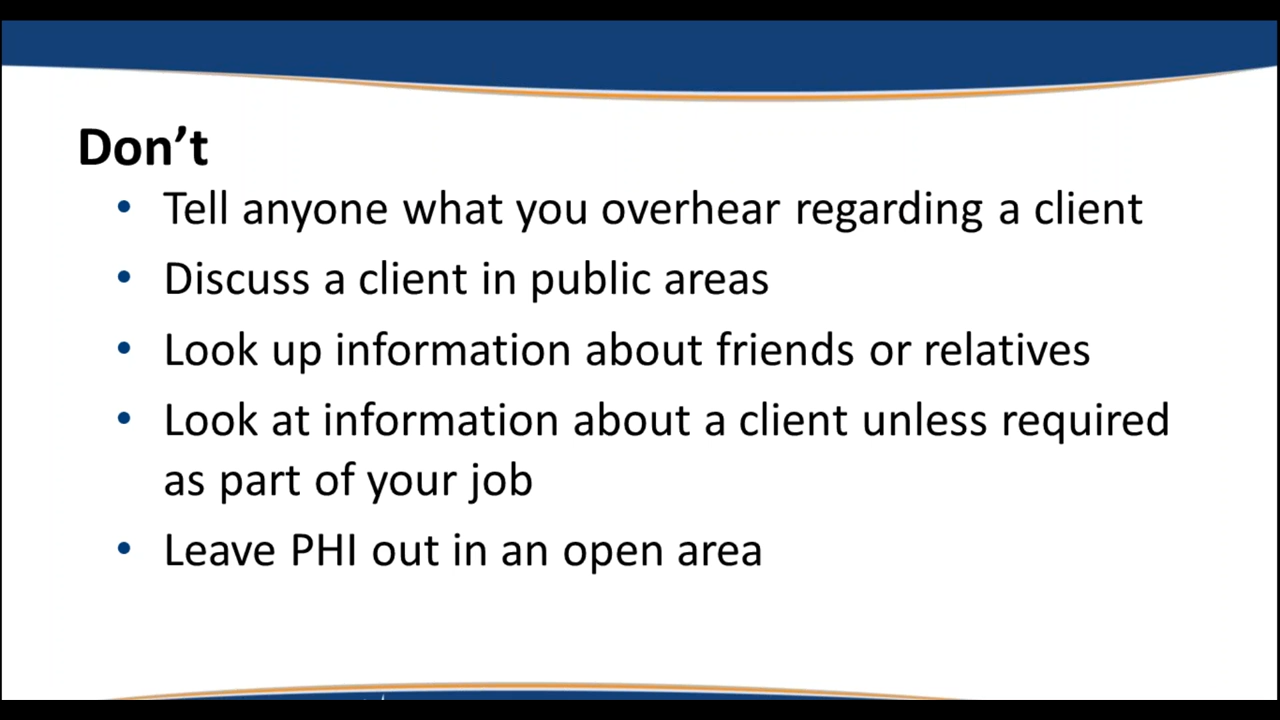 Don’t
• Tell anyone what you overhear regarding a client
• Discuss a client in public areas
• Look up information about friends or relatives
• Look at information about a client unless required
as part of your job
• Leave PHI out in an open area